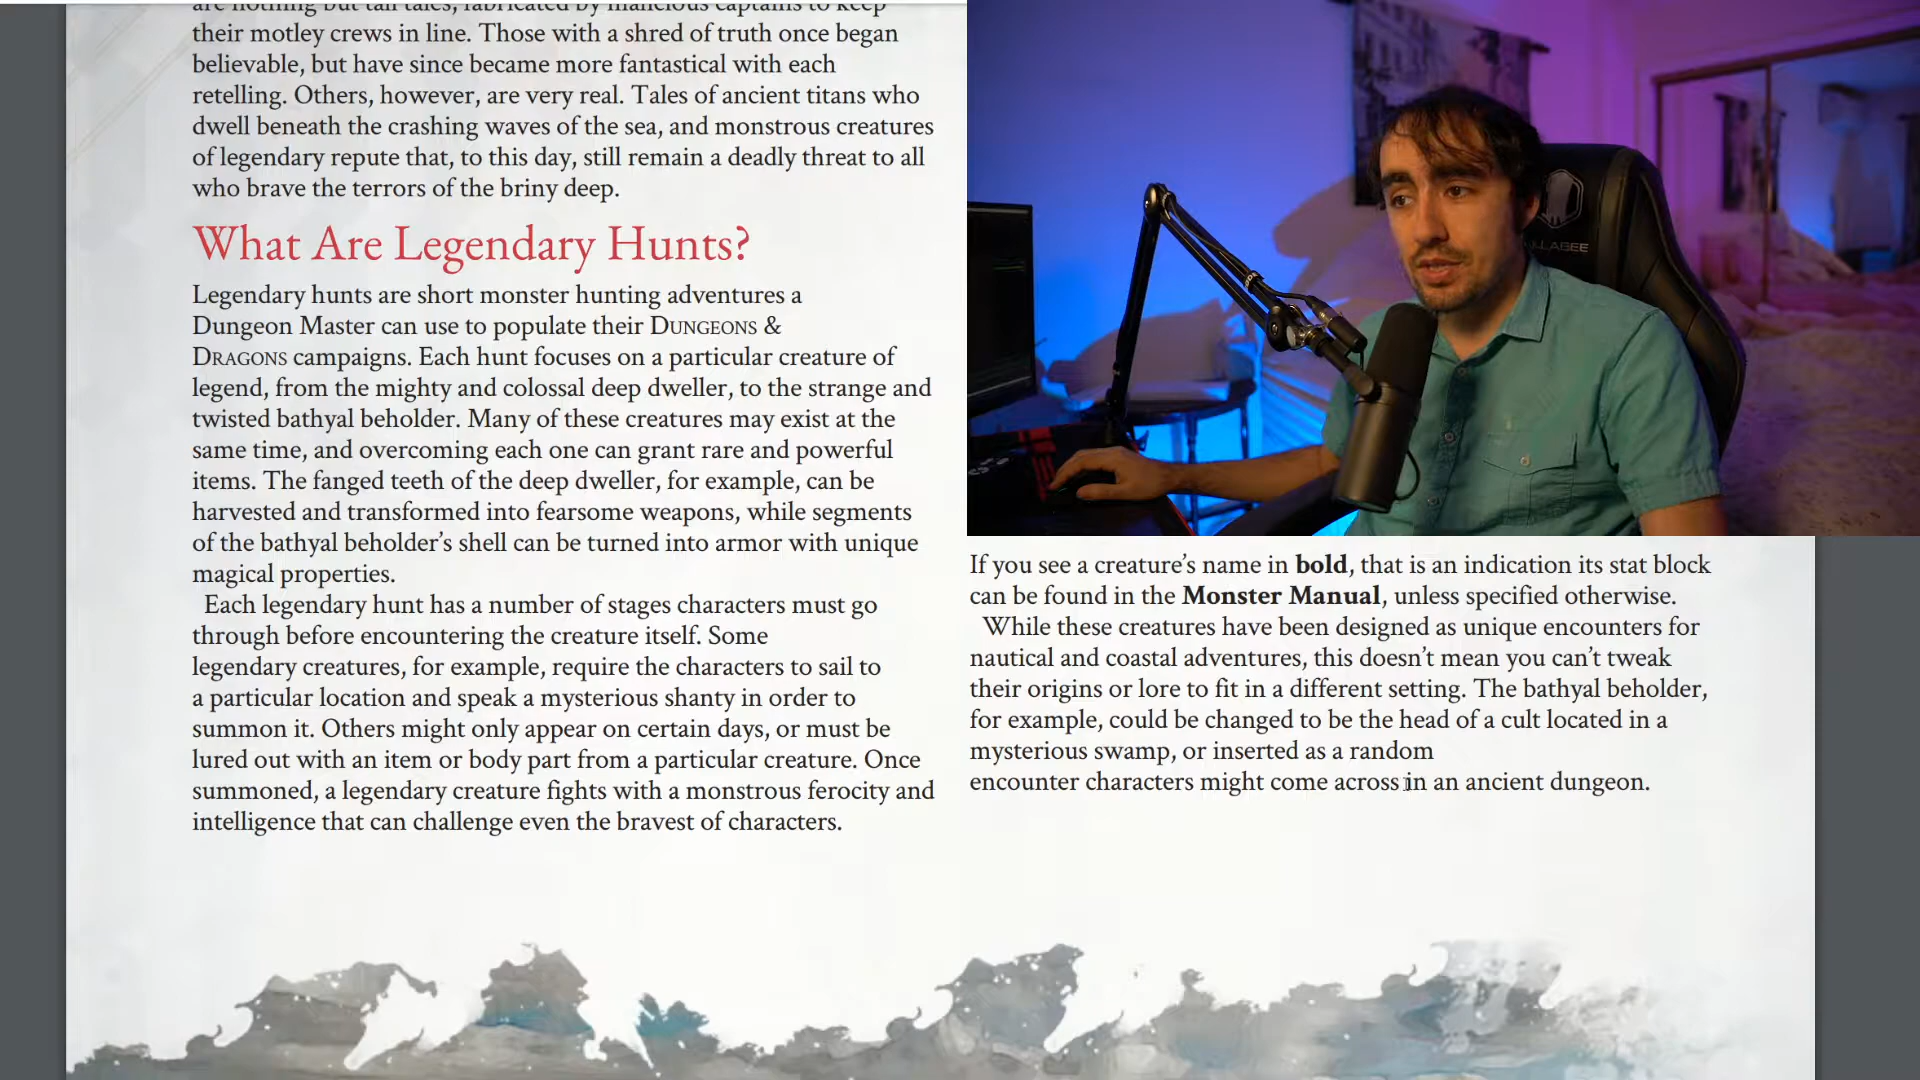 are nothing but tall tales, fabricated by malicious captains to keep
their motley crews in line. Those with a shred of truth once began
believable, but have since became more fantastical with each
retelling. Others, however, are very real. Tales of ancient titans who
dwell beneath the crashing waves of the sea, and monstrous creatures
of legendary repute that, to this day, still remain a deadly threat to all
who brave the terrors of the briny deep.
What Are Legendary Hunts?
Legendary hunts are short monster hunting adventures a
Dungeon Master can use to populate their DUNGEONS &
DRAGONS campaigns. Each hunt focuses on a particular creature of
legend, from the mighty and colossal deep dweller, to the strange and
twisted bathyal beholder. Many of these creatures may exist at the
same time, and overcoming each one can grant rare and powerful
items. The fanged teeth of the deep dweller, for example, can be
harvested and transformed into fearsome weapons, while segments
of the bathyal beholder's shell can be turned into armor with unique
magical properties.
Each legendary hunt has a number of stages characters must go
through before encountering the creature itself. Some
legendary creatures, for example, require the characters to sail to
a particular location and speak a mysterious shanty in order to
summon it. Others might only appear on certain days, or must be
lured out with an item or body part from a particular creature. Once
summoned, a legendary creature fights with a monstrous ferocity and
intelligence that can challenge even the bravest of characters.
If you see a creature's name in bold, that is an indication its stat block
can be found in the Monster Manual, unless specified otherwise.
While these creatures have been designed as unique encounters for
nautical and coastal adventures, this doesn't mean you can't tweak
their origins or lore to fit in a different setting. The bathyal beholder,
for example, could be changed to be the head of a cult located in a
mysterious swamp, or inserted as a random
encounter characters might come across in an ancient dungeon.